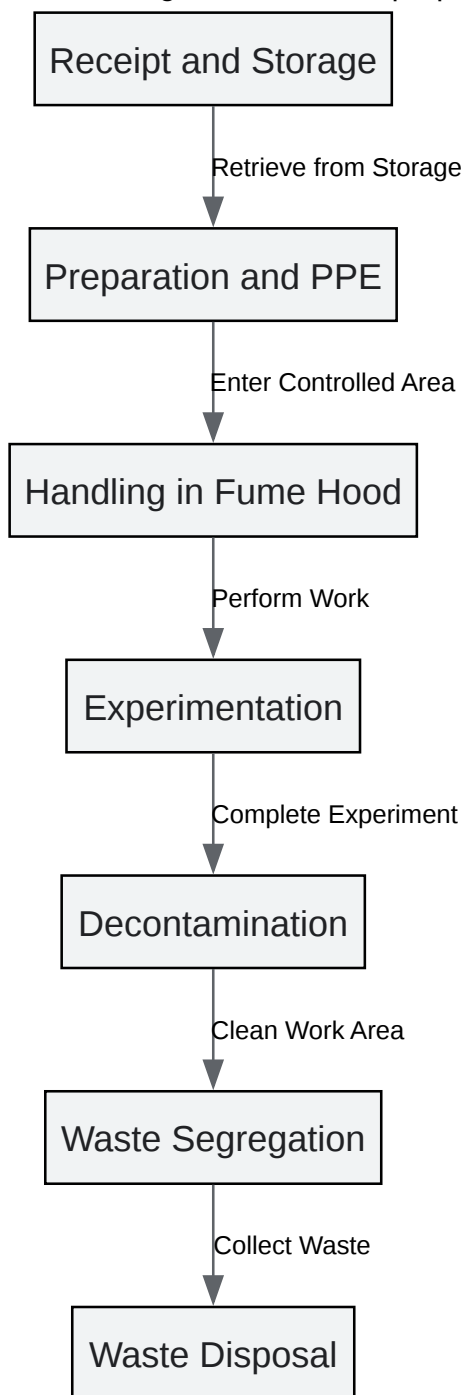 Receipt and Storage
Retrieve from Storage
Preparation and PPE
Enter Controlled Area
Handling in Fume Hood
Perform Work
Experimentation
Complete Experiment
Decontamination
Clean Work Area
Waste Segregation
Collect Waste
Waste Disposal